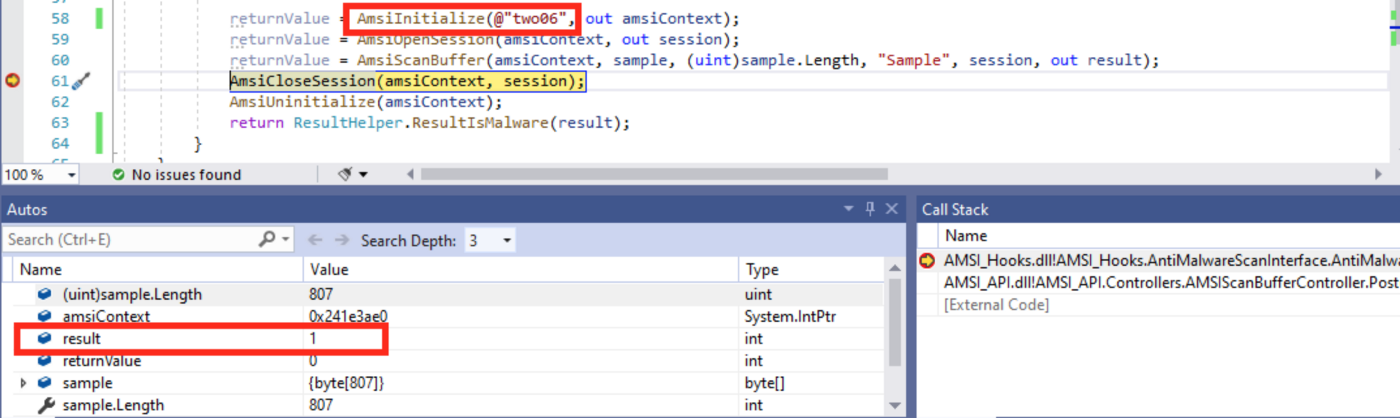 58 returnValue = AmsiInitialize(@"two06", out amsiContext);
59 returnValue = AmsiOpenSession(amsiContext, out session);
60 returnValue = AmsiScanBuffer(amsiContext, sample, (uint)sample.Length, "Sample", session, out result);
61 AmsiCloseSession(amsiContext, session);
62 AmsiUninitialize(amsiContext);
63 return ResultHelper.ResultIsMalware(result);
64 }
100 % No issues found
Autos
Search (Ctrl+E) Search Depth: 3
Name Value Type
(uint)sample.Length 807 uint
amsiContext 0x241e3ae0 System.IntPtr
result 1 int
returnValue 0 int
sample {byte[807]} byte[]
sample.Length 807 int
Call Stack
Name
AMSI_Hooks.dll!AMSI_Hooks.AntiMalwareScanInterface.AntiMalwa
AMSI_API.dll!AMSI_API.Controllers.AMSIScanBufferController.Post
[External Code]